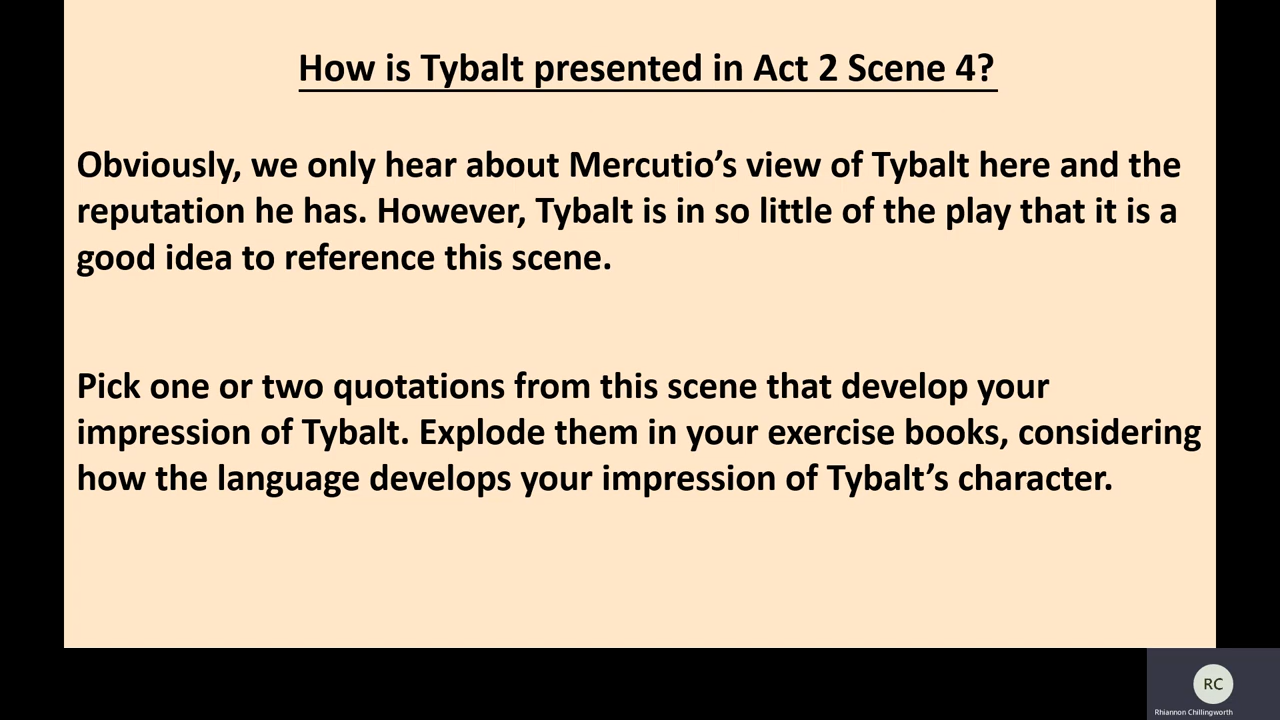 How is Tybalt presented in Act 2 Scene 4?
Obviously, we only hear about Mercutio’s view of Tybalt here and the
reputation he has. However, Tybalt is in so little of the play that it is a
good idea to reference this scene.
Pick one or two quotations from this scene that develop your
impression of Tybalt. Explode them in your exercise books, considering
how the language develops your impression of Tybalt’s character.
RC
Rhiannon Chillingworth